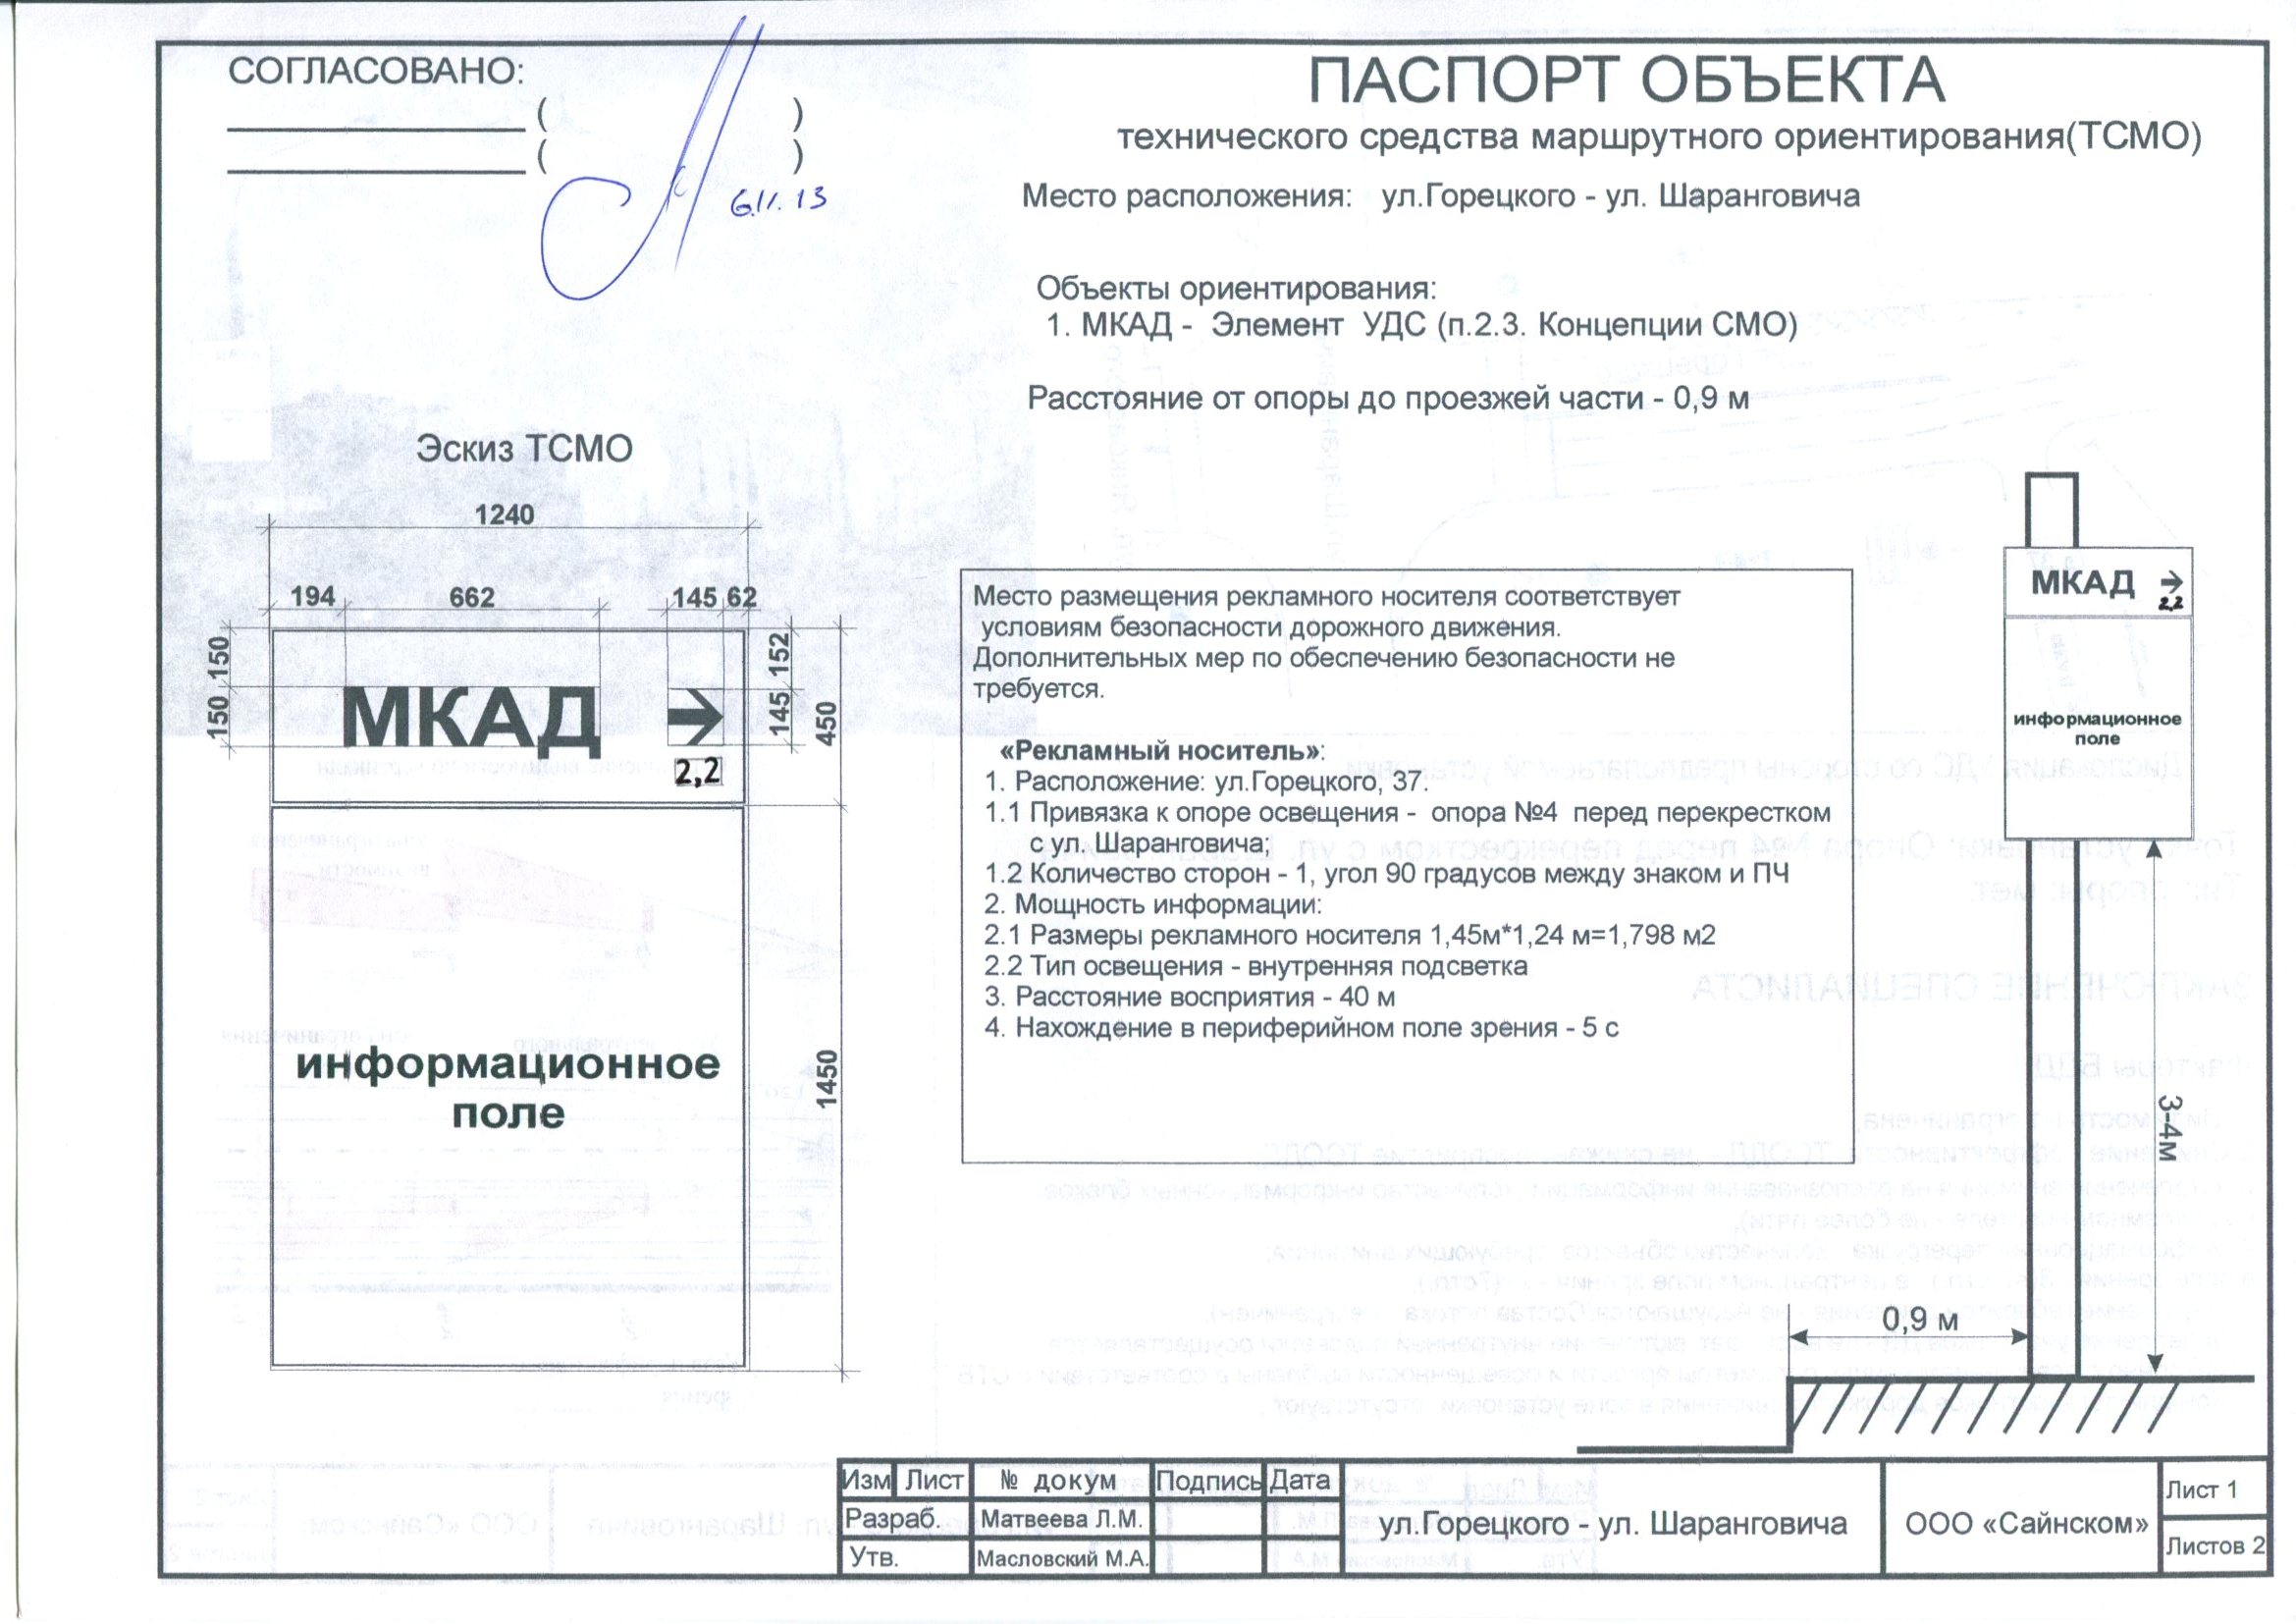 СОГЛАСОВАНО:
( )
( )
6.11.13
ПАСПОРТ ОБЪЕКТА
технического средства маршрутного ориентирования(ТСМО)
Место расположения: ул.Горецкого - ул. Шаранговича
Объекты ориентирования:
1. МКАД - Элемент УДС (п.2.3. Концепции СМО)
Расстояние от опоры до проезжей части - 0,9 м
Эскиз ТСМО
1240
194 662 145 62
150 150
152 145
450
1450
МКАД →
2,2
информационное
поле
Место размещения рекламного носителя соответствует
условиям безопасности дорожного движения.
Дополнительных мер по обеспечению безопасности не
требуется.
«Рекламный носитель»:
1. Расположение: ул.Горецкого, 37.
1.1 Привязка к опоре освещения - опора №4 перед перекрестком
с ул. Шаранговича;
1.2 Количество сторон - 1, угол 90 градусов между знаком и ПЧ
2. Мощность информации:
2.1 Размеры рекламного носителя 1,45м*1,24 м=1,798 м2
2.2 Тип освещения - внутренняя подсветка
3. Расстояние восприятия - 40 м
4. Нахождение в периферийном поле зрения - 5 с
МКАД →
2,2
информационное
поле
3-4м
0,9 м
Изм Лист № докум Подпись Дата
Разраб. Матвеева Л.М.
Утв. Масловский М.А.
ул.Горецкого - ул. Шаранговича
ООО «Сайнском»
Лист 1
Листов 2